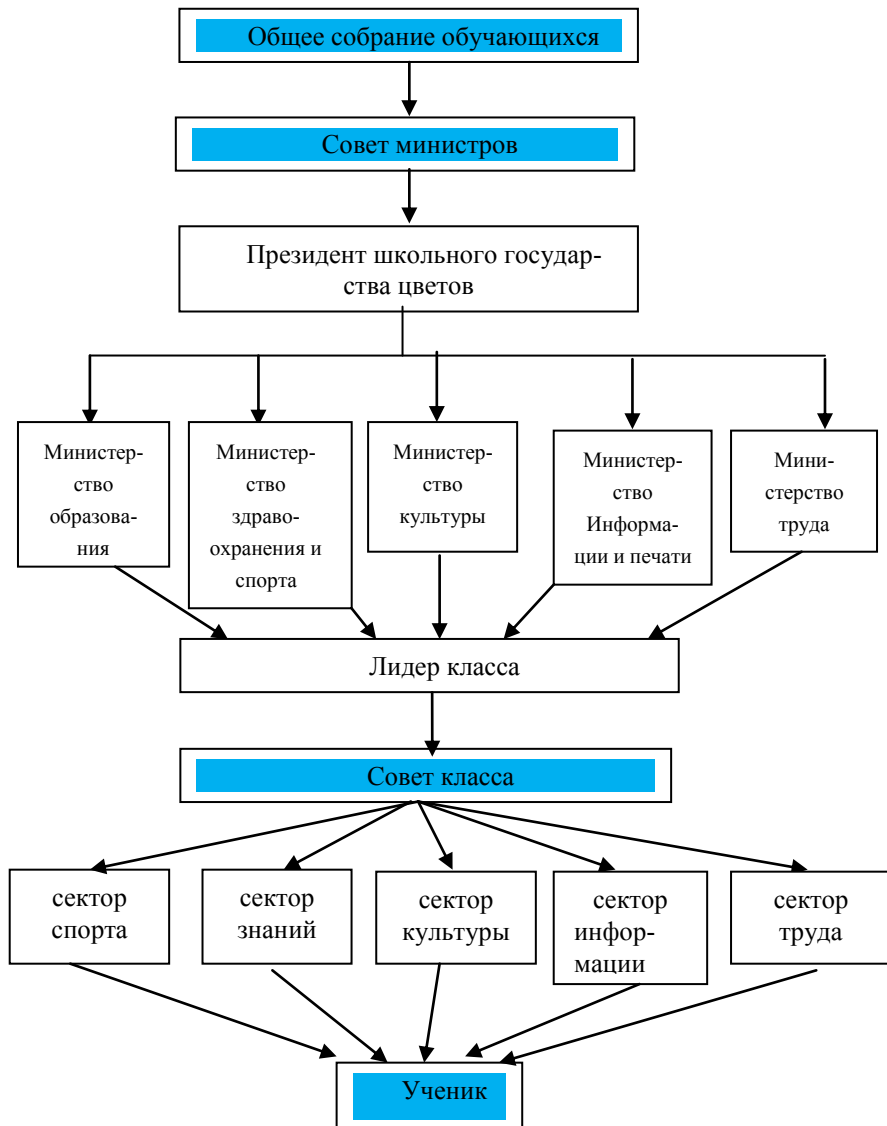 Общее собрание обучающихся
Совет министров
Президент школьного государ-
ства цветов
Министер-
ство
образова-
ния
Министер-
ство
здраво-
охранения и
спорта
Министер-
ство
культуры
Министер-
ство
Информа-
ции и печати
Мини-
стерство
труда
Лидер класса
Совет класса
сектор
спорта
сектор
знаний
сектор
культуры
сектор
инфор-
мации
сектор
труда
Ученик